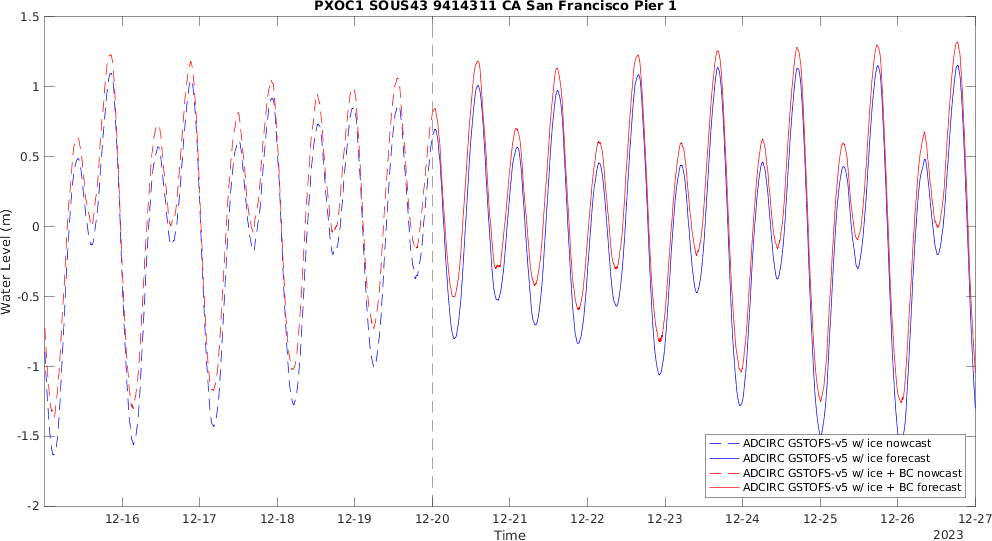 PXOC1 SOUS43 9414311 CA San Francisco Pier 1
1.5
1
0.5
0
-0.5
-1
-1.5
-2
Water Level (m)
12-16 12-17 12-18 12-19 12-20 12-21 12-22 12-23 12-24 12-25 12-26 12-27
Time
2023
ADCIRC GSTOFS-v5 w/ ice nowcast
ADCIRC GSTOFS-v5 w/ ice forecast
ADCIRC GSTOFS-v5 w/ ice + BC nowcast
ADCIRC GSTOFS-v5 w/ ice + BC forecast